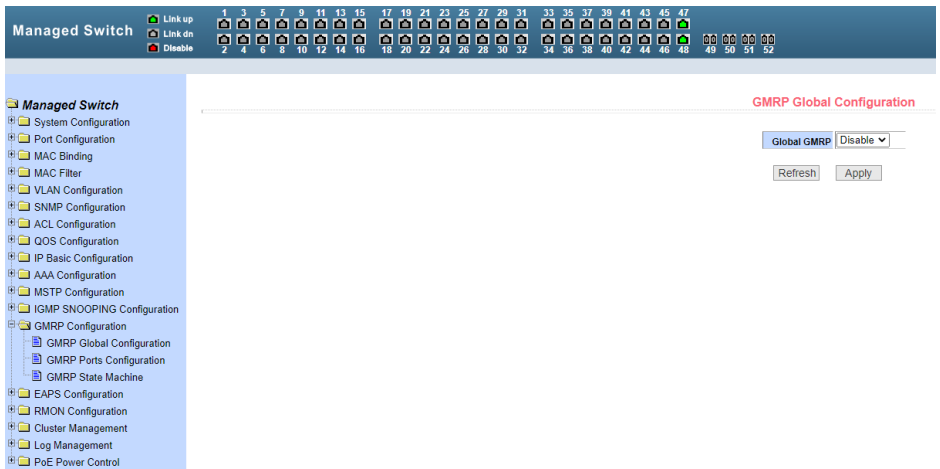 Managed Switch
Link up
Link dn
Disable
1 3 5 7 9 11 13 15 17 19 21 23 25 27 29 31 33 35 37 39 41 43 45 47
2 4 6 8 10 12 14 16 18 20 22 24 26 28 30 32 34 36 38 40 42 44 46 48 49 50 51 52
Managed Switch
System Configuration
Port Configuration
MAC Binding
MAC Filter
VLAN Configuration
SNMP Configuration
ACL Configuration
QOS Configuration
IP Basic Configuration
AAA Configuration
MSTP Configuration
IGMP SNOOPING Configuration
GMRP Configuration
GMRP Global Configuration
GMRP Ports Configuration
GMRP State Machine
EAPS Configuration
RMON Configuration
Cluster Management
Log Management
PoE Power Control
GMRP Global Configuration
Global GMRP Disable
Refresh Apply